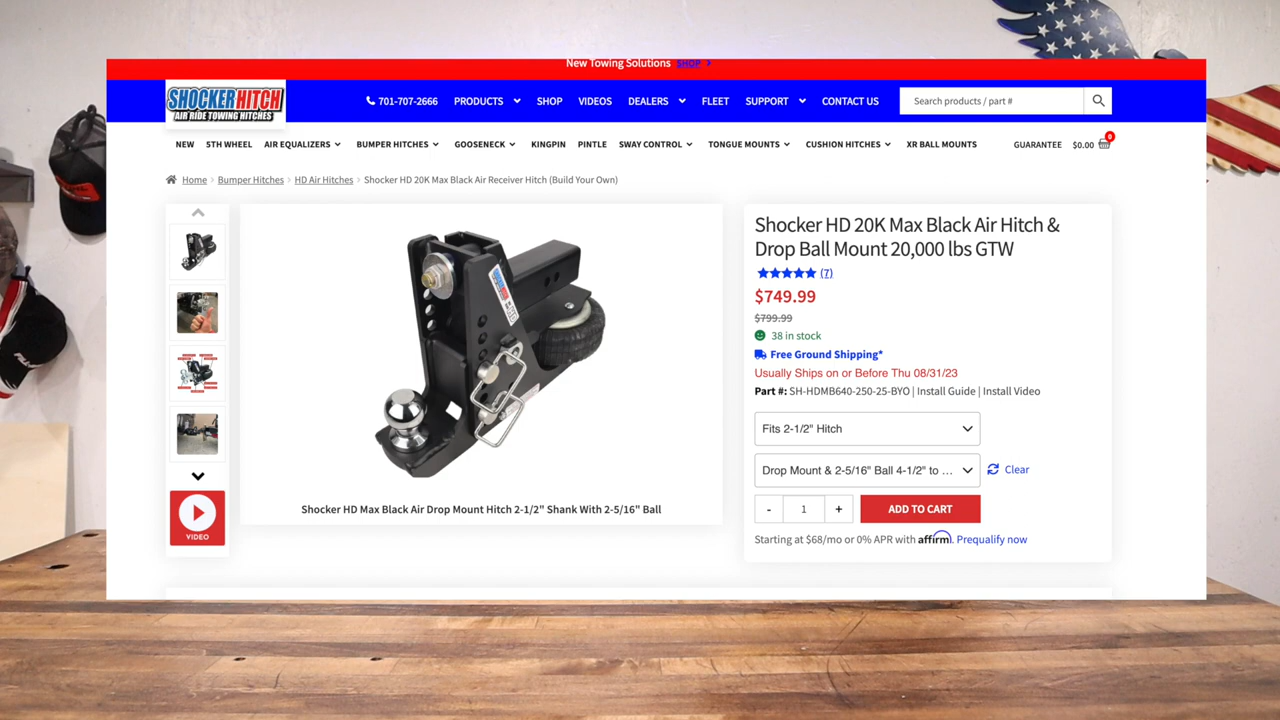 New Towing Solutions SHOP >
SHOCKERHITCH
AIR RIDE TOWING HITCHES
701-707-2666 PRODUCTS SHOP VIDEOS DEALERS FLEET SUPPORT CONTACT US
Search products / part #
NEW 5TH WHEEL AIR EQUALIZERS BUMPER HITCHES GOOSENECK KINGPIN PINTLE SWAY CONTROL TONGUE MOUNTS CUSHION HITCHES XR BALL MOUNTS GUARANTEE $0.00 0
Home > Bumper Hitches > HD Air Hitches > Shocker HD 20K Max Black Air Receiver Hitch (Build Your Own)
VIDEO
Shocker HD Max Black Air Drop Mount Hitch 2-1/2" Shank With 2-5/16" Ball
Shocker HD 20K Max Black Air Hitch &
Drop Ball Mount 20,000 lbs GTW
(7)
$749.99
$799.99
38 in stock
Free Ground Shipping*
Usually Ships on or Before Thu 08/31/23
Part #: SH-HDMB640-250-25-BYO | Install Guide | Install Video
Fits 2-1/2" Hitch
Drop Mount & 2-5/16" Ball 4-1/2" to ... Clear
- 1 + ADD TO CART
Starting at $68/mo or 0% APR with affirm. Prequalify now